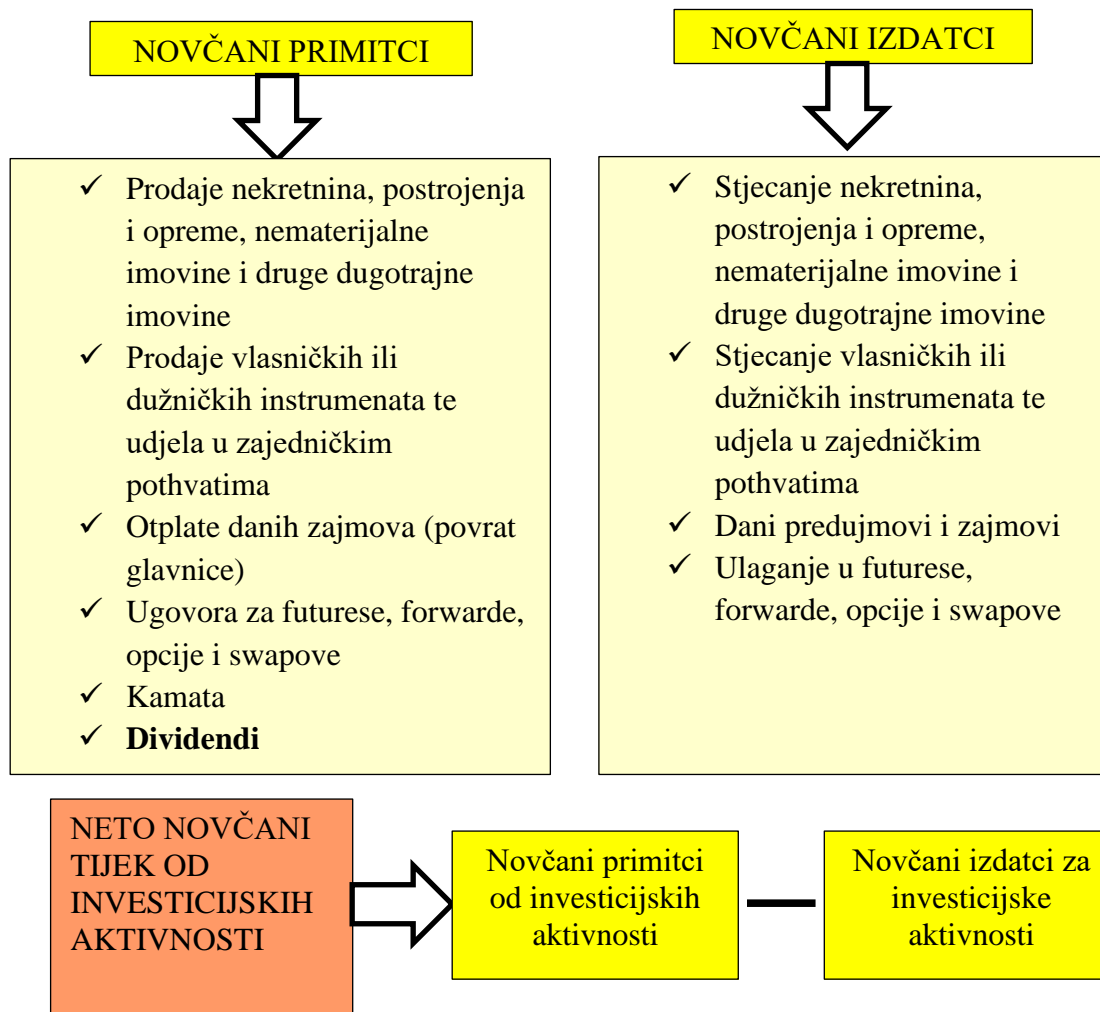 NOVČANI PRIMITCI
NOVČANI IZDATCI
✓ Prodaje nekretnina, postrojenja
i opreme, nematerijalne
imovine i druge dugotrajne
imovine
✓ Prodaje vlasničkih ili
dužničkih instrumenata te
udjela u zajedničkim
pothvatima
✓ Otplate danih zajmova (povrat
glavnice)
✓ Ugovora za futurese, forwarde,
opcije i swapove
✓ Kamata
✓ Dividendi
✓ Stjecanje nekretnina,
postrojenja i opreme,
nematerijalne imovine i
druge dugotrajne imovine
✓ Stjecanje vlasničkih ili
dužničkih instrumenata te
udjela u zajedničkim
pothvatima
✓ Dani predujmovi i zajmovi
✓ Ulaganje u futurese,
forwarde, opcije i swapove
NETO NOVČANI
TIJEK OD
INVESTICIJSKIH
AKTIVNOSTI
Novčani primitci
od investicijskih
aktivnosti
Novčani izdatci za
investicijske
aktivnosti